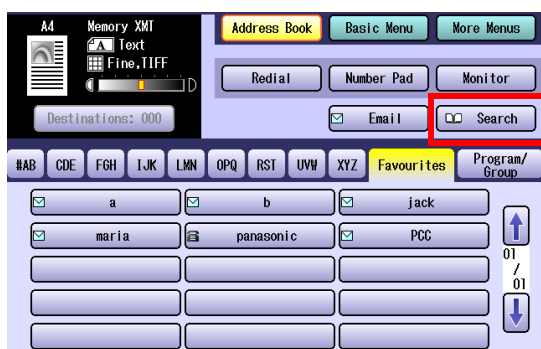 A4 Memory XMT
A Text
Fine,TIFF
D
Destinations: 000
Address Book Basic Menu More Menus
Redial Number Pad Monitor
Email Search
#AB CDE FGH IJK LMN OPQ RST UVW XYZ Favourites Program/
Group
a b jack
maria panasonic PCC
01
/
01